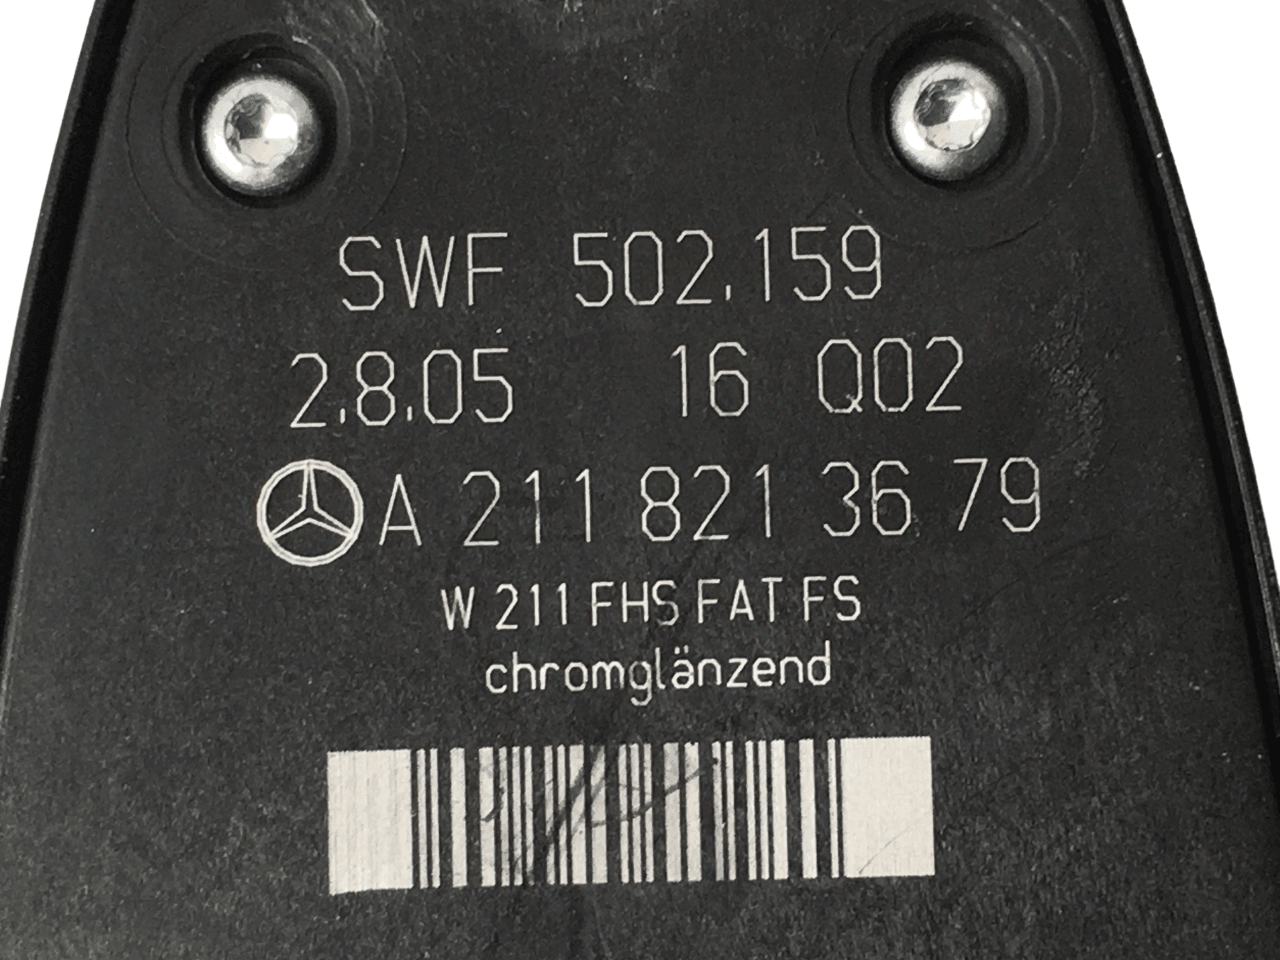 SWF 502.159
2.8.05 16 Q02
A 211 821 36 79
W 211 FHS FAT FS
chromglänzend